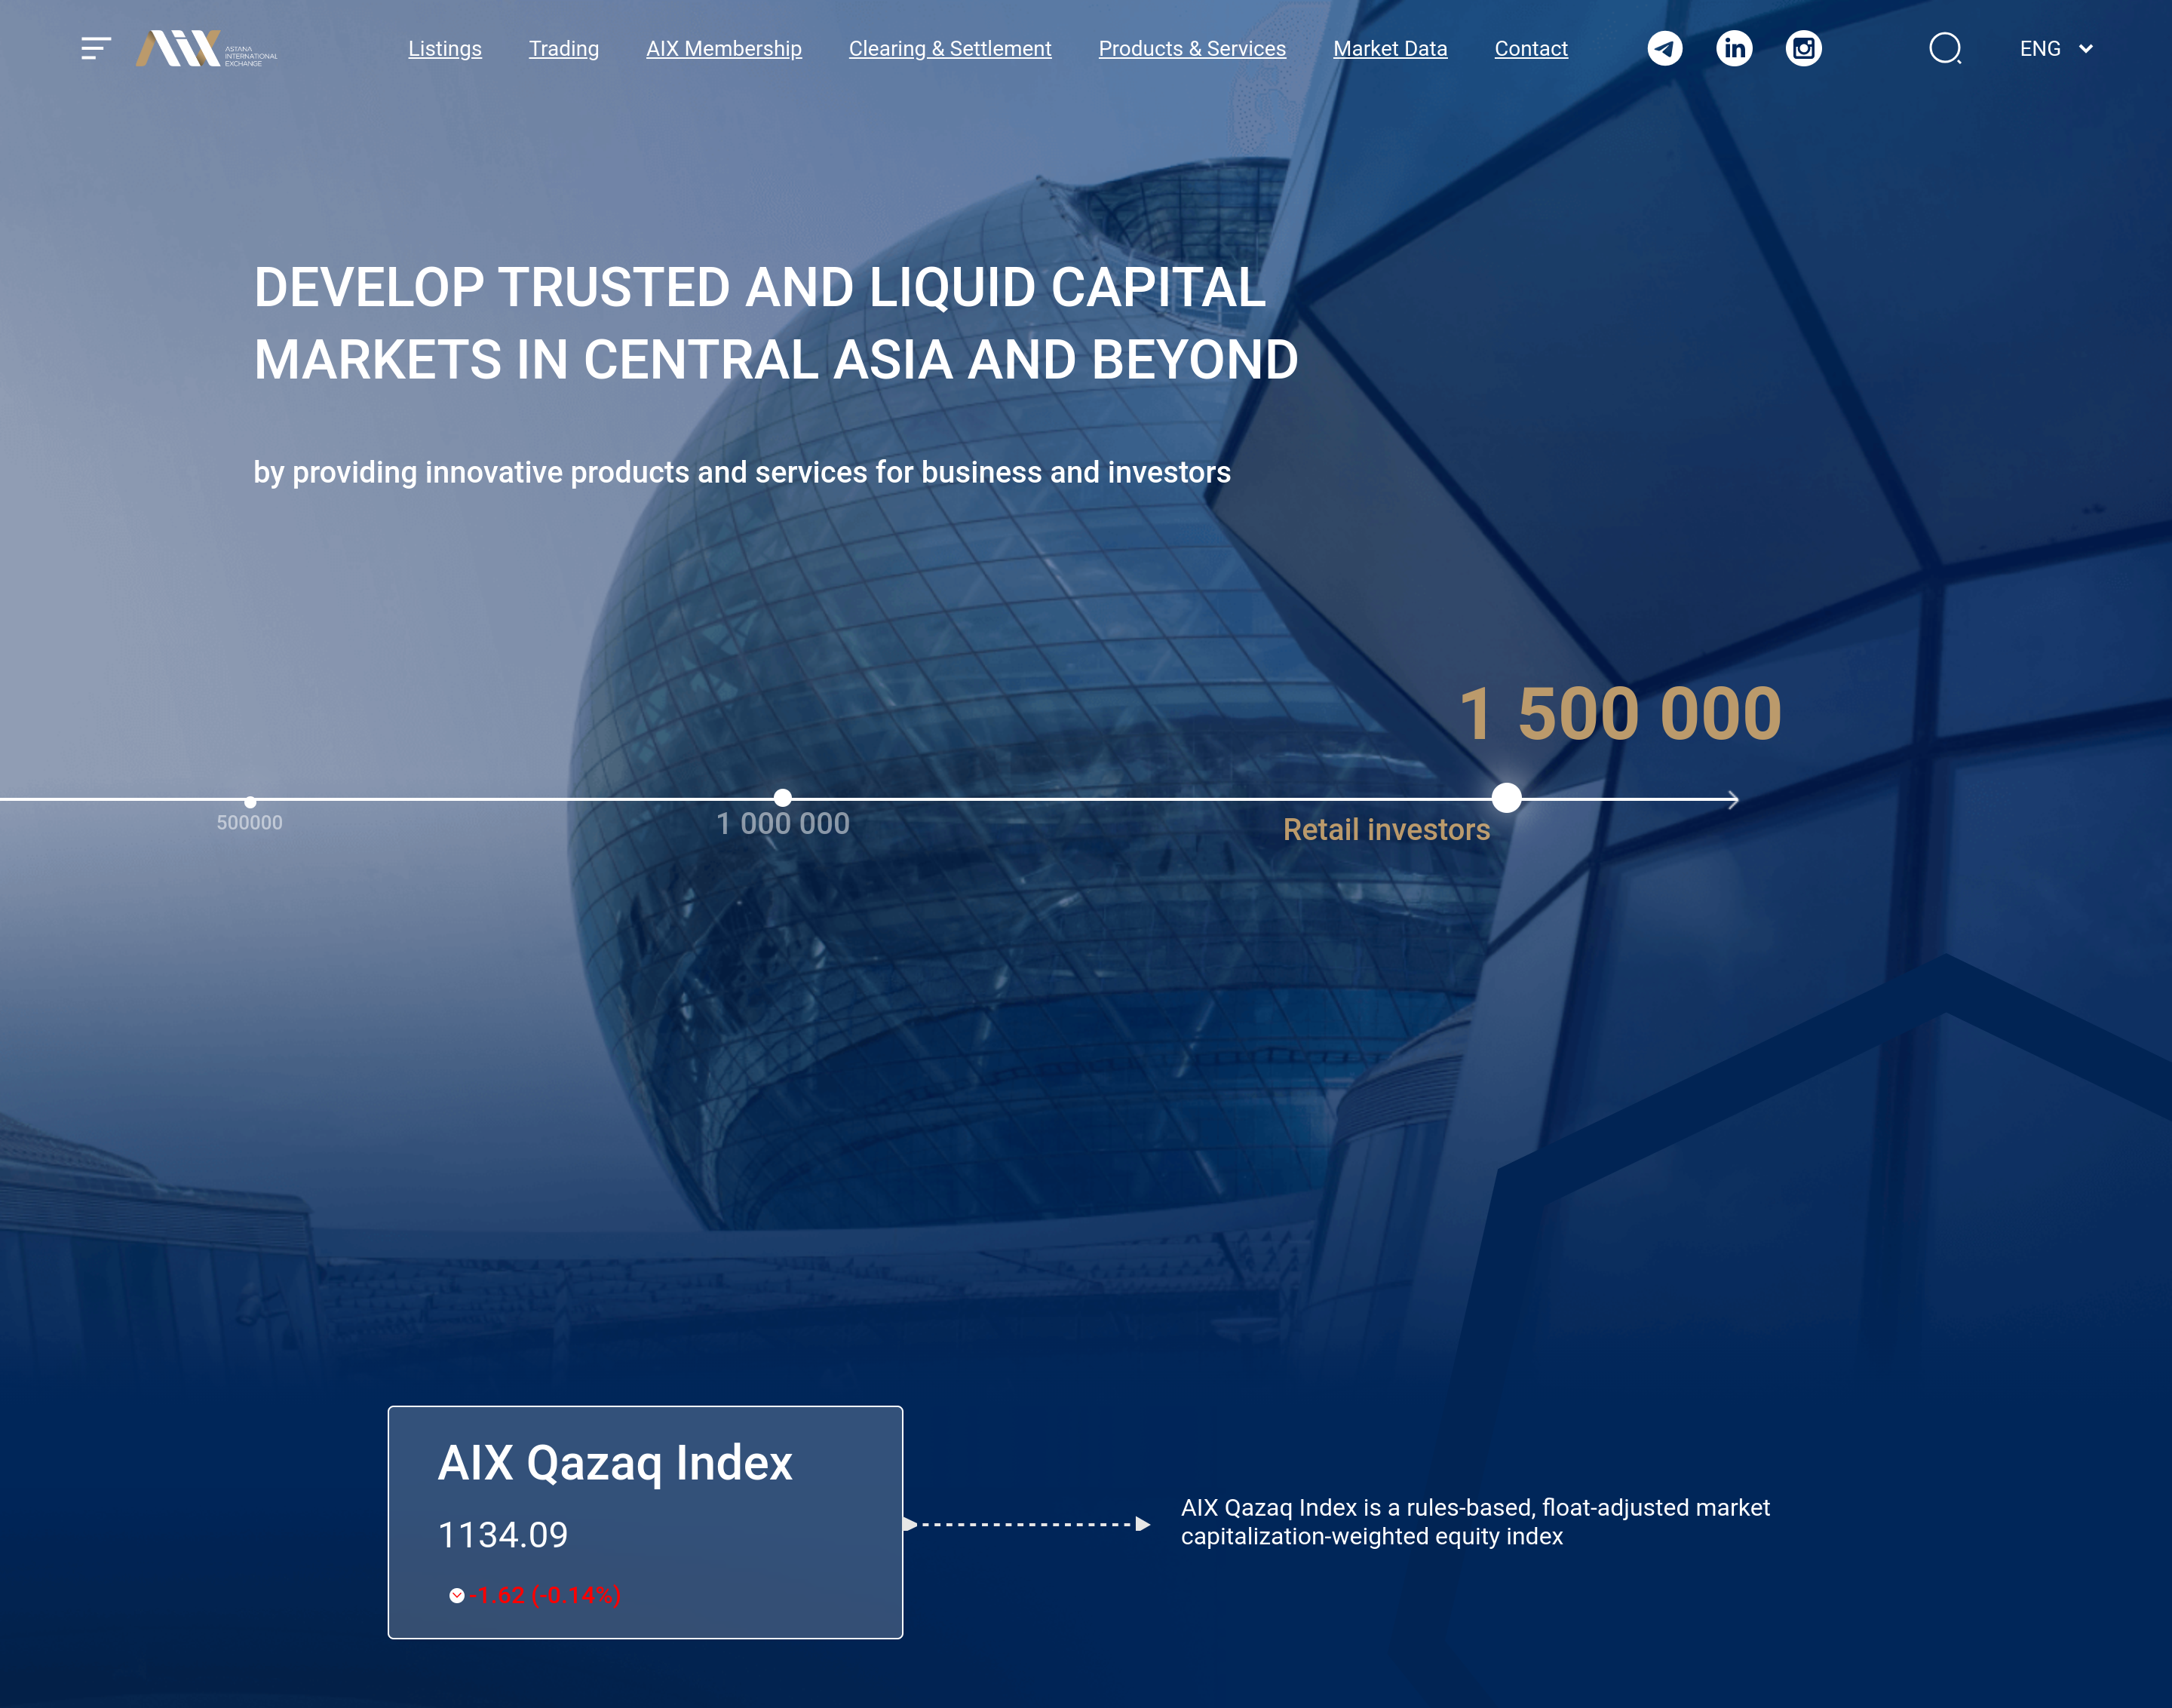 AIX
ASTANA
INTERNATIONAL
EXCHANGE
Listings
Trading
AIX Membership
Clearing & Settlement
Products & Services
Market Data
Contact
in
ENG
DEVELOP TRUSTED AND LIQUID CAPITAL
MARKETS IN CENTRAL ASIA AND BEYOND
by providing innovative products and services for business and investors
1 500 000
500000
1 000 000
Retail investors
AIX Qazaq Index
1134.09
-1.62 (-0.14%)
AIX Qazaq Index is a rules-based, float-adjusted market
capitalization-weighted equity index